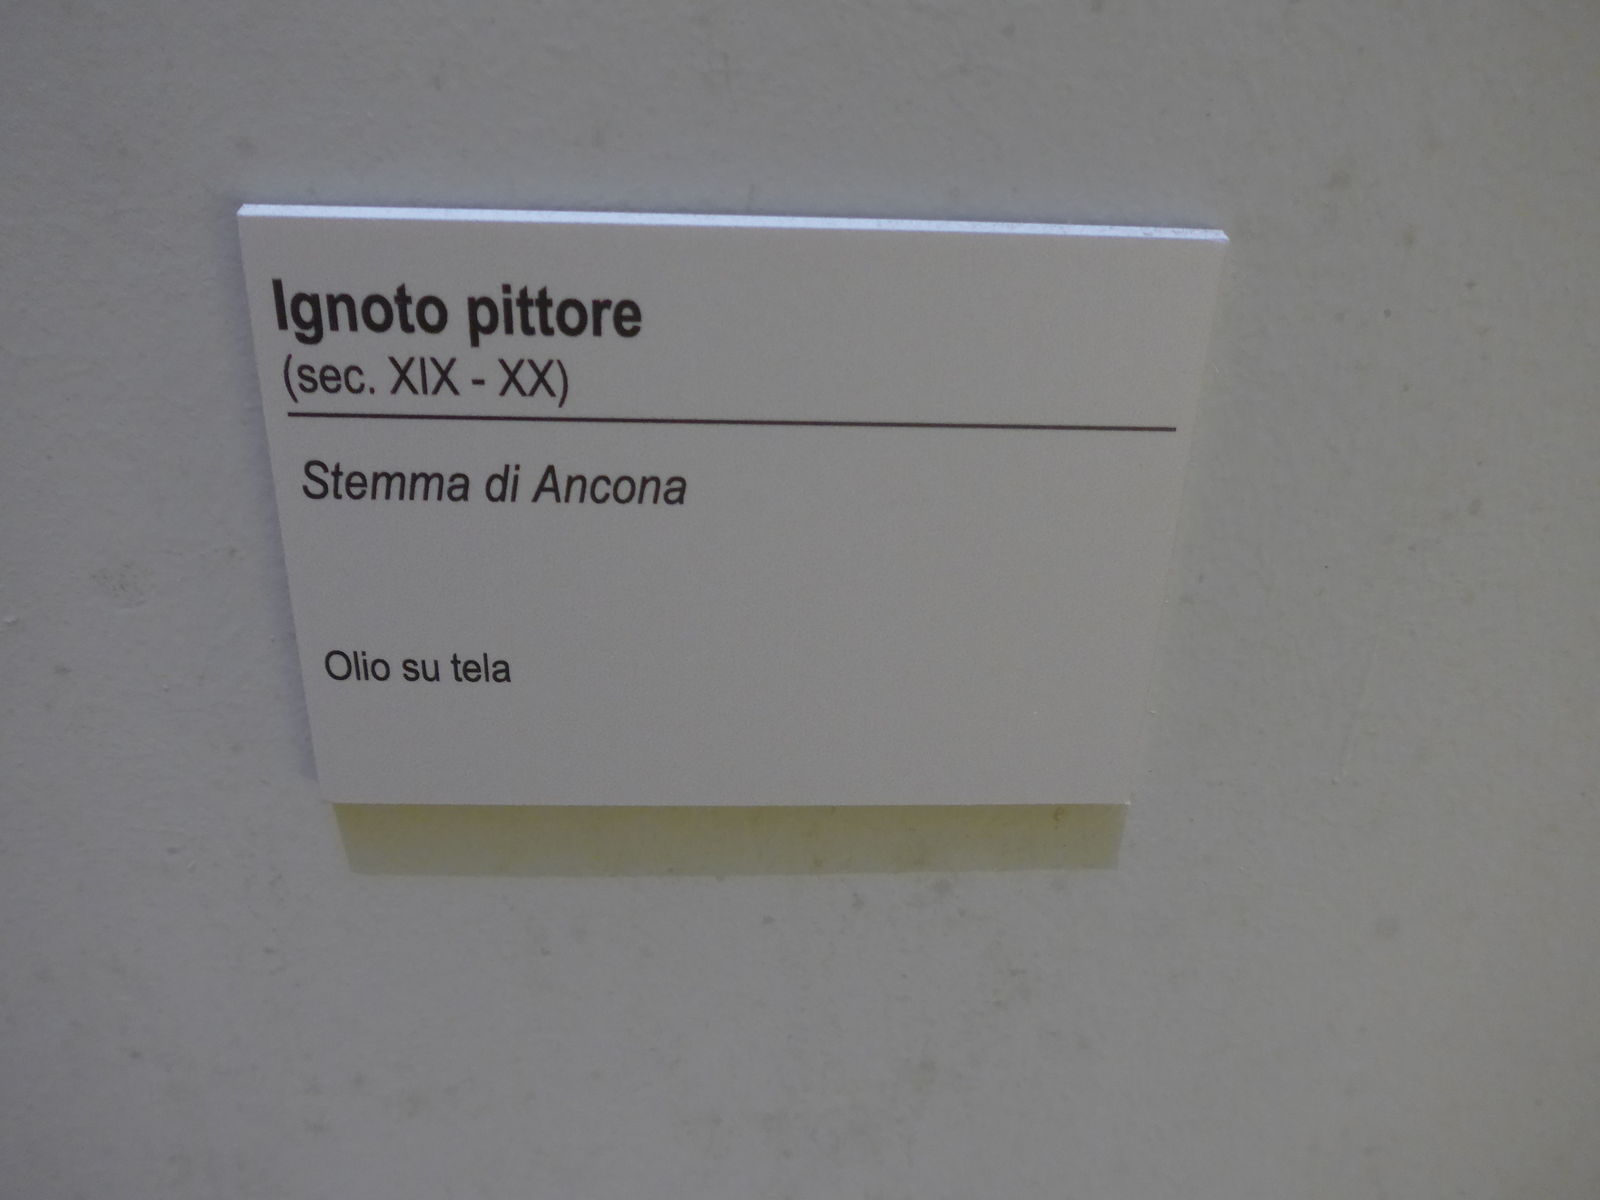 Ignoto pittore
(sec. XIX - XX)
Stemma di Ancona
Olio su tela